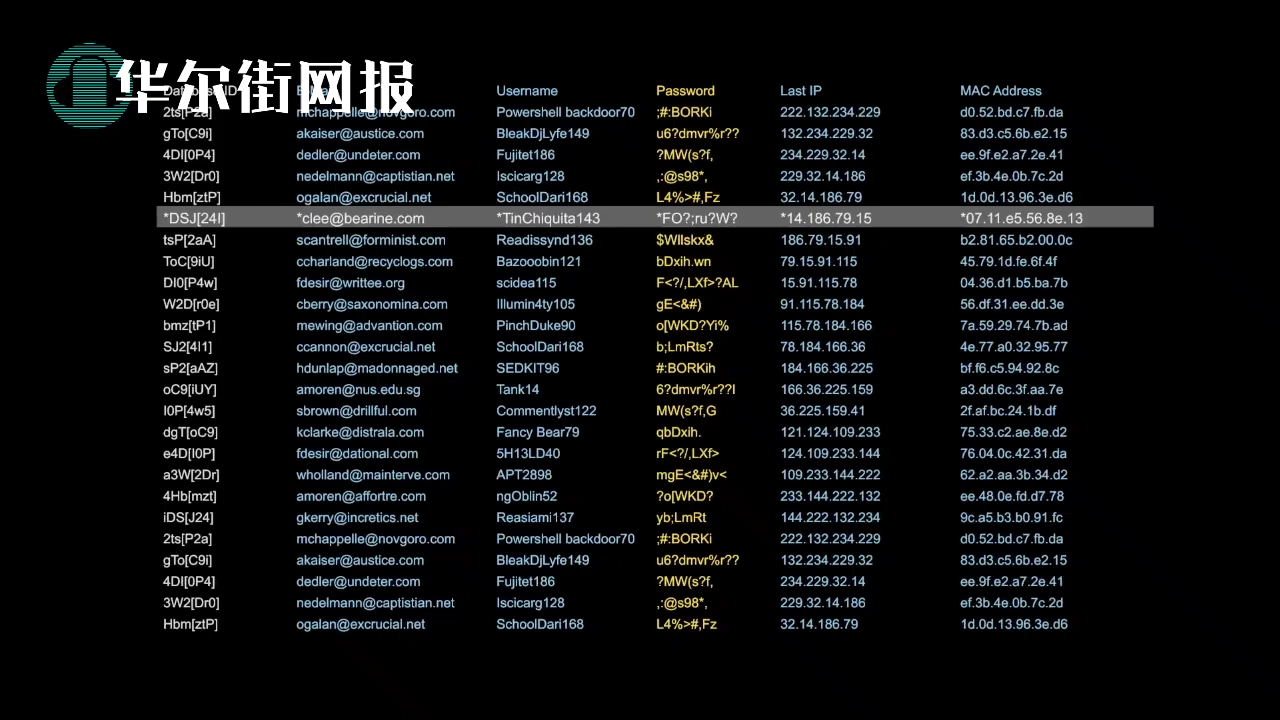 华尔街网报
Username Password Last IP MAC Address
2ts[P2a] mchappelle@novgoro.com Powershell backdoor70 ;#:BORKi 222.132.234.229 d0.52.bd.c7.fb.da
gTo[C9i] akaiser@austice.com BleakDjLyfe149 u6?dmvr%r?? 132.234.229.32 83.d3.c5.6b.e2.15
4DI[0P4] dedler@undeter.com Fujitet186 ?MW(s?f, 234.229.32.14 ee.9f.e2.a7.2e.41
3W2[Dr0] nedelmann@captistian.net Iscicarg128 ,:@s98*, 229.32.14.186 ef.3b.4e.0b.7c.2d
Hbm[ztP] ogalan@excrucial.net SchoolDari168 L4%>#,Fz 32.14.186.79 1d.0d.13.96.3e.d6
*DSJ[24I] *clee@bearine.com *TinChiquita143 *FO?;ru?W? *14.186.79.15 *07.11.e5.56.8e.13
tsP[2aA] scantrell@forminist.com Readissynd136 $WIlskx& 186.79.15.91 b2.81.65.b2.00.0c
ToC[9iU] ccharland@recyclogs.com Bazooobin121 bDxih.wn 79.15.91.115 45.79.1d.fe.6f.4f
DI0[P4w] fdesir@writtee.org scidea115 F<?/,LXf>?AL 15.91.115.78 04.36.d1.b5.ba.7b
W2D[r0e] cberry@saxonomina.com Illumin4ty105 gE<&#) 91.115.78.184 56.df.31.ee.dd.3e
bmz[tP1] mewing@advantion.com PinchDuke90 o[WKD?Yi% 115.78.184.166 7a.59.29.74.7b.ad
SJ2[4I1] ccannon@excrucial.net SchoolDari168 b;LmRts? 78.184.166.36 4e.77.a0.32.95.77
sP2[aAZ] hdunlap@madonnaged.net SEDKIT96 #:BORKih 184.166.36.225 bf.f6.c5.94.92.8c
oC9[iUY] amoren@nus.edu.sg Tank14 6?dmvr%r??I 166.36.225.159 a3.dd.6c.3f.aa.7e
I0P[4w5] sbrown@drillful.com Commentlyst122 MW(s?f,G 36.225.159.41 2f.af.bc.24.1b.df
dgT[oC9] kclarke@distrala.com Fancy Bear79 qbDxih. 121.124.109.233 75.33.c2.ae.8e.d2
e4D[I0P] fdesir@dational.com 5H13LD40 rF<?/,LXf> 124.109.233.144 76.04.0c.42.31.da
a3W[2Dr] wholland@mainterve.com APT2898 mgE<&#)v< 109.233.144.222 62.a2.aa.3b.34.d2
4Hb[mzt] amoren@affortre.com ngOblin52 ?o[WKD? 233.144.222.132 ee.48.0e.fd.d7.78
iDS[J24] gkerry@incretics.net Reasiami137 yb;LmRt 144.222.132.234 9c.a5.b3.b0.91.fc
2ts[P2a] mchappelle@novgoro.com Powershell backdoor70 ;#:BORKi 222.132.234.229 d0.52.bd.c7.fb.da
gTo[C9i] akaiser@austice.com BleakDjLyfe149 u6?dmvr%r?? 132.234.229.32 83.d3.c5.6b.e2.15
4DI[0P4] dedler@undeter.com Fujitet186 ?MW(s?f, 234.229.32.14 ee.9f.e2.a7.2e.41
3W2[Dr0] nedelmann@captistian.net Iscicarg128 ,:@s98*, 229.32.14.186 ef.3b.4e.0b.7c.2d
Hbm[ztP] ogalan@excrucial.net SchoolDari168 L4%>#,Fz 32.14.186.79 1d.0d.13.96.3e.d6